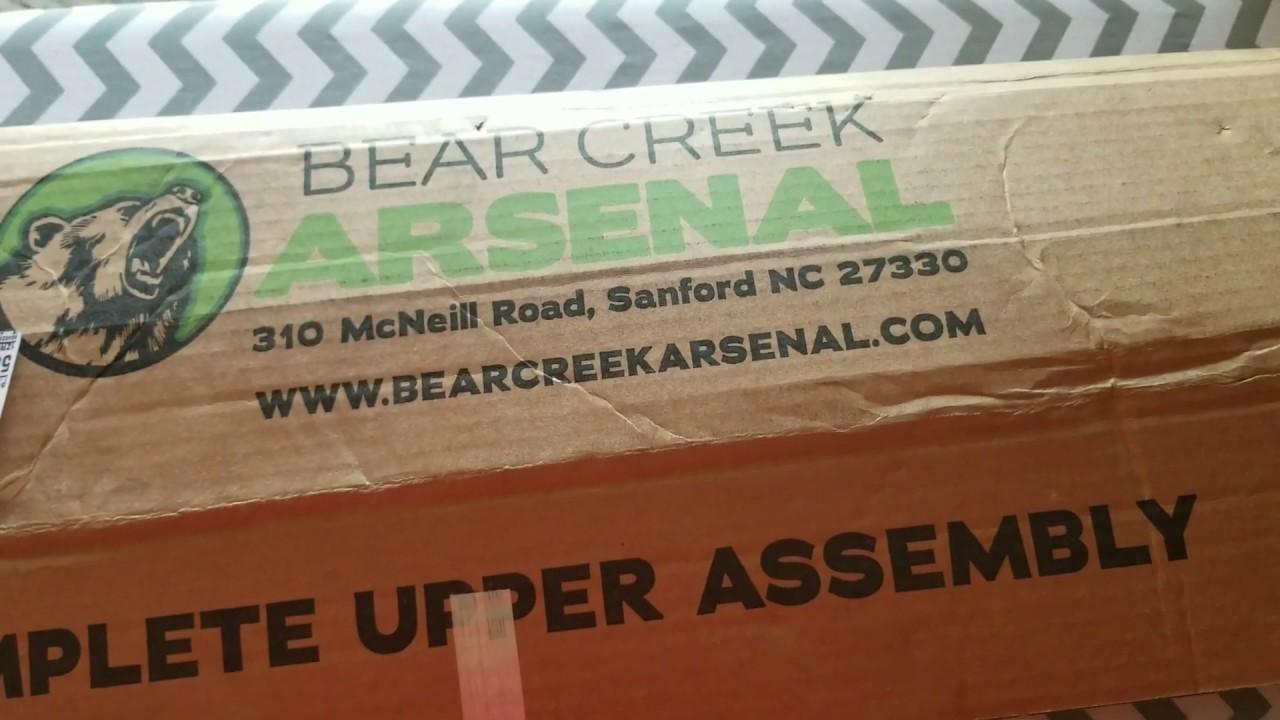 BEAR CREEK
ARSENAL
310 McNeill Road, Sanford NC 27330
WWW.BEARCREEKARSENAL.COM
MPLETE UPPER ASSEMBLY